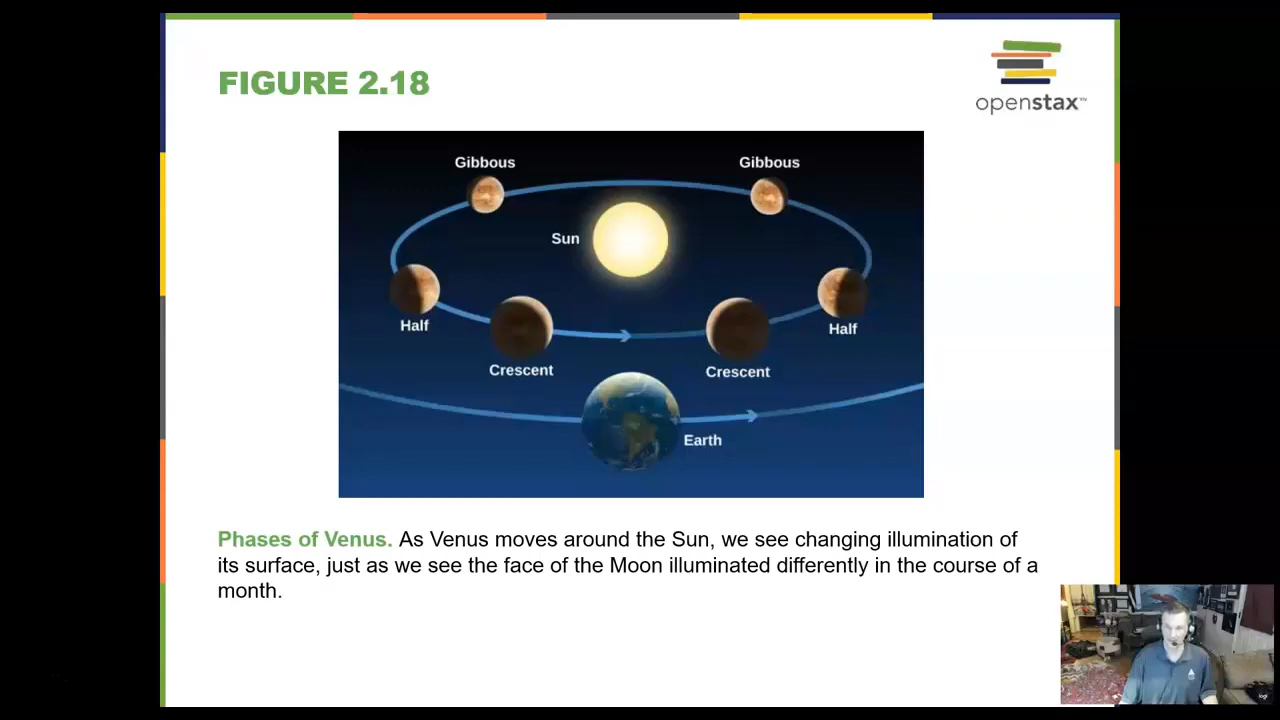 FIGURE 2.18
openstax™
Gibbous
Gibbous
Sun
Half
Half
Crescent
Crescent
Earth
Phases of Venus. As Venus moves around the Sun, we see changing illumination of
its surface, just as we see the face of the Moon illuminated differently in the course of a
month.
logi